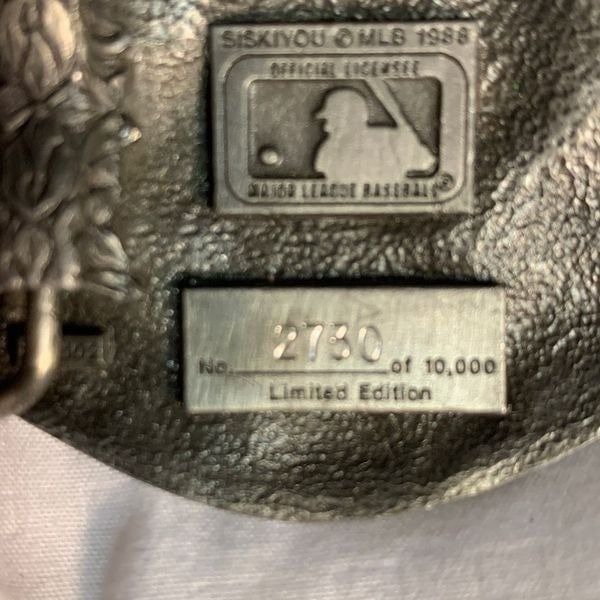 SISKIYOU © MLB 1988
OFFICIAL LICENSEE
MAJOR LEAGUE BASEBALL®
No. 2730 of 10,000
Limited Edition